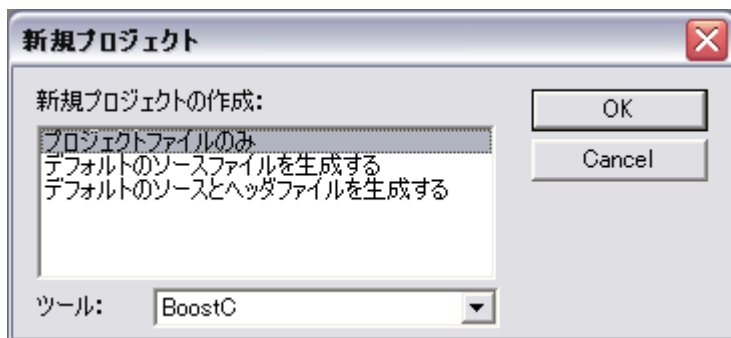 新規プロジェクト
新規プロジェクトの作成:
OK
プロジェクトファイルのみ
デフォルトのソースファイルを生成する
デフォルトのソースとヘッダファイルを生成する
Cancel
ツール:　BoostC